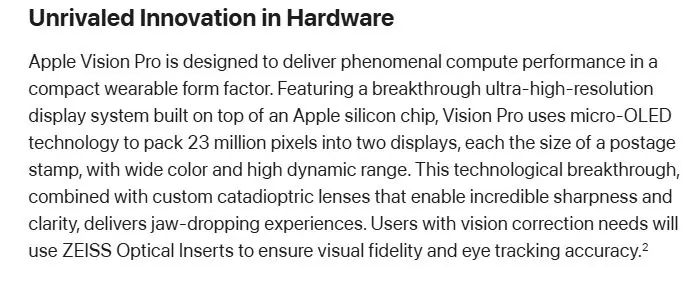 Unrivaled Innovation in Hardware
Apple Vision Pro is designed to deliver phenomenal compute performance in a
compact wearable form factor. Featuring a breakthrough ultra-high-resolution
display system built on top of an Apple silicon chip, Vision Pro uses micro-OLED
technology to pack 23 million pixels into two displays, each the size of a postage
stamp, with wide color and high dynamic range. This technological breakthrough,
combined with custom catadioptric lenses that enable incredible sharpness and
clarity, delivers jaw-dropping experiences. Users with vision correction needs will
use ZEISS Optical Inserts to ensure visual fidelity and eye tracking accuracy.²